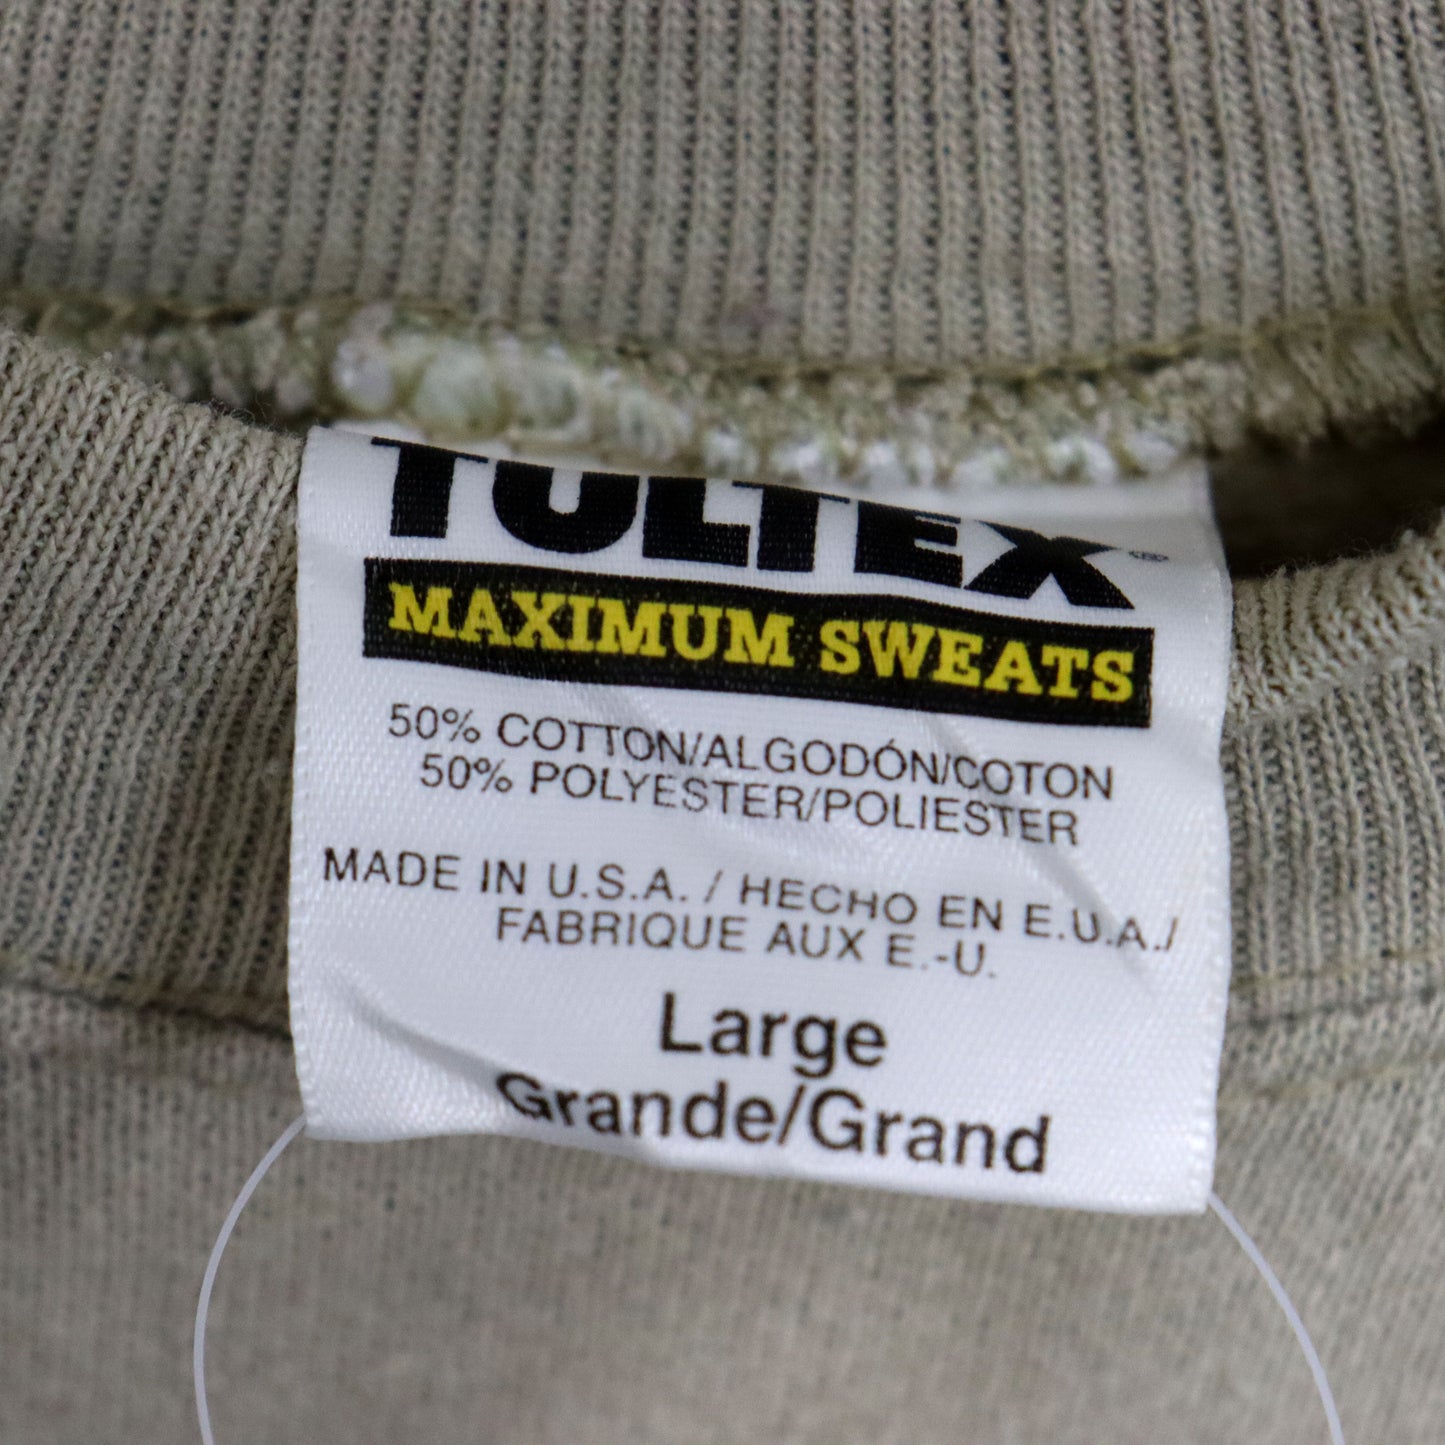 TULTEX®
MAXIMUM SWEATS
50% COTTON/ALGODÓN/COTON
50% POLYESTER/POLIESTER
MADE IN U.S.A. / HECHO EN E.U.A./
FABRIQUE AUX E.-U.
Large
Grande/Grand